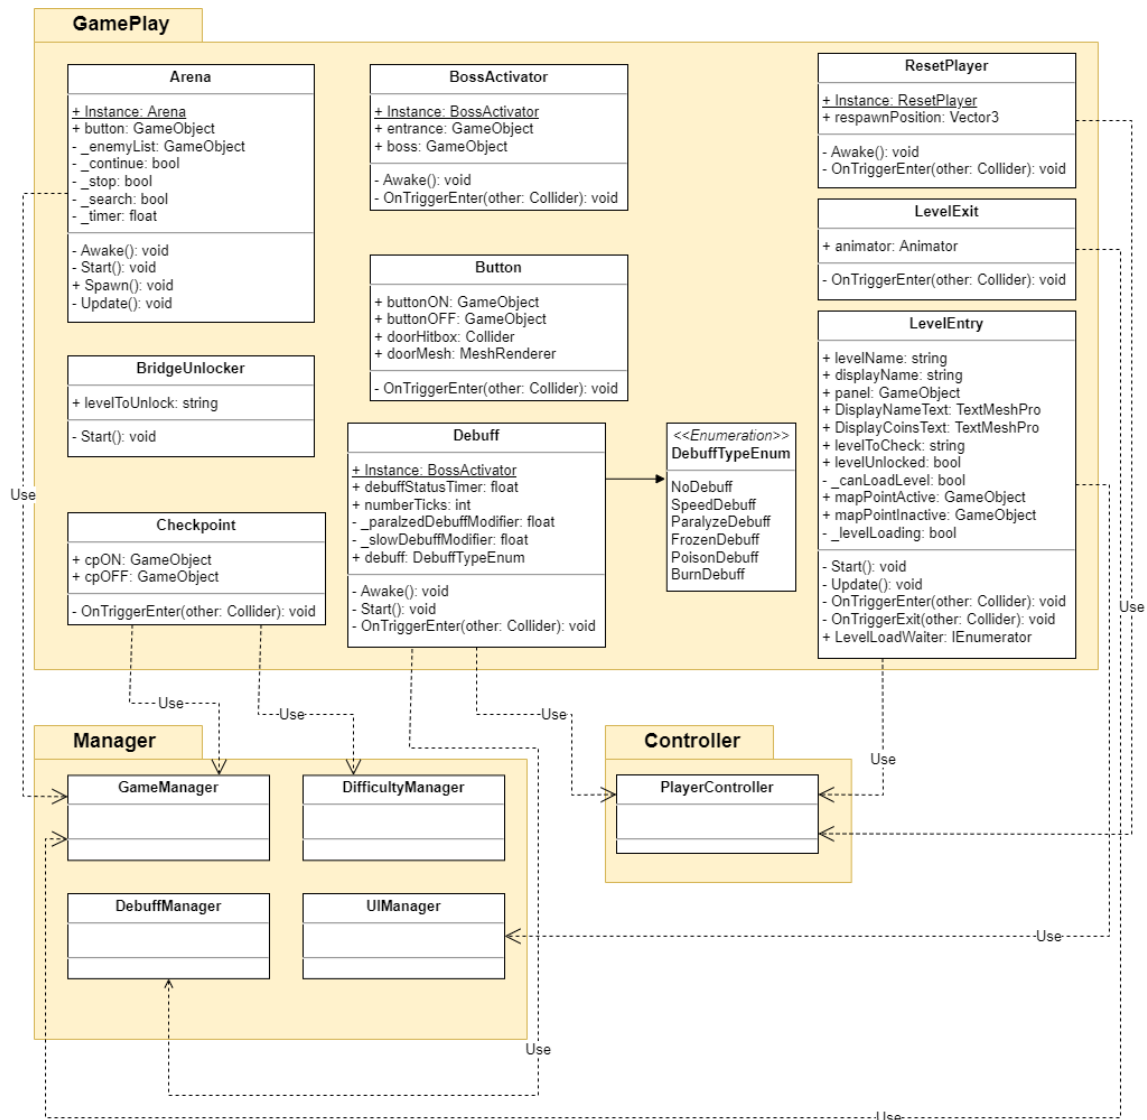 GamePlay
Arena
+ Instance: Arena
+ button: GameObject
- _enemyList: GameObject
- _continue: bool
- _stop: bool
- _search: bool
- _timer: float
- Awake(): void
- Start(): void
+ Spawn(): void
- Update(): void
BossActivator
+ Instance: BossActivator
+ entrance: GameObject
+ boss: GameObject
- Awake(): void
- OnTriggerEnter(other: Collider): void
ResetPlayer
+ Instance: ResetPlayer
+ respawnPosition: Vector3
- Awake(): void
- OnTriggerEnter(other: Collider): void
LevelExit
+ animator: Animator
- OnTriggerEnter(other: Collider): void
Button
+ buttonON: GameObject
+ buttonOFF: GameObject
+ doorHitbox: Collider
+ doorMesh: MeshRenderer
- OnTriggerEnter(other: Collider): void
LevelEntry
+ levelName: string
+ displayName: string
+ panel: GameObject
+ DisplayNameText: TextMeshPro
+ DisplayCoinsText: TextMeshPro
+ levelToCheck: string
+ levelUnlocked: bool
- _canLoadLevel: bool
+ mapPointActive: GameObject
+ mapPointInactive: GameObject
- _levelLoading: bool
- Start(): void
- Update(): void
- OnTriggerEnter(other: Collider): void
- OnTriggerExit(other: Collider): void
+ LevelLoadWaiter: IEnumerator
BridgeUnlocker
+ levelToUnlock: string
- Start(): void
Debuff
+ Instance: BossActivator
+ debuffStatusTimer: float
+ numberTicks: int
- _paralzedDebuffModifier: float
- _slowDebuffModifier: float
+ debuff: DebuffTypeEnum
- Awake(): void
- Start(): void
- OnTriggerEnter(other: Collider): void
<<Enumeration>>
DebuffTypeEnum
NoDebuff
SpeedDebuff
ParalyzeDebuff
FrozenDebuff
PoisonDebuff
BurnDebuff
Use
Checkpoint
+ cpON: GameObject
+ cpOFF: GameObject
- OnTriggerEnter(other: Collider): void
Use
Use
Use
Use
Use
Manager
GameManager
DifficultyManager
DebuffManager
UIManager
Controller
PlayerController
Use
Use
Use